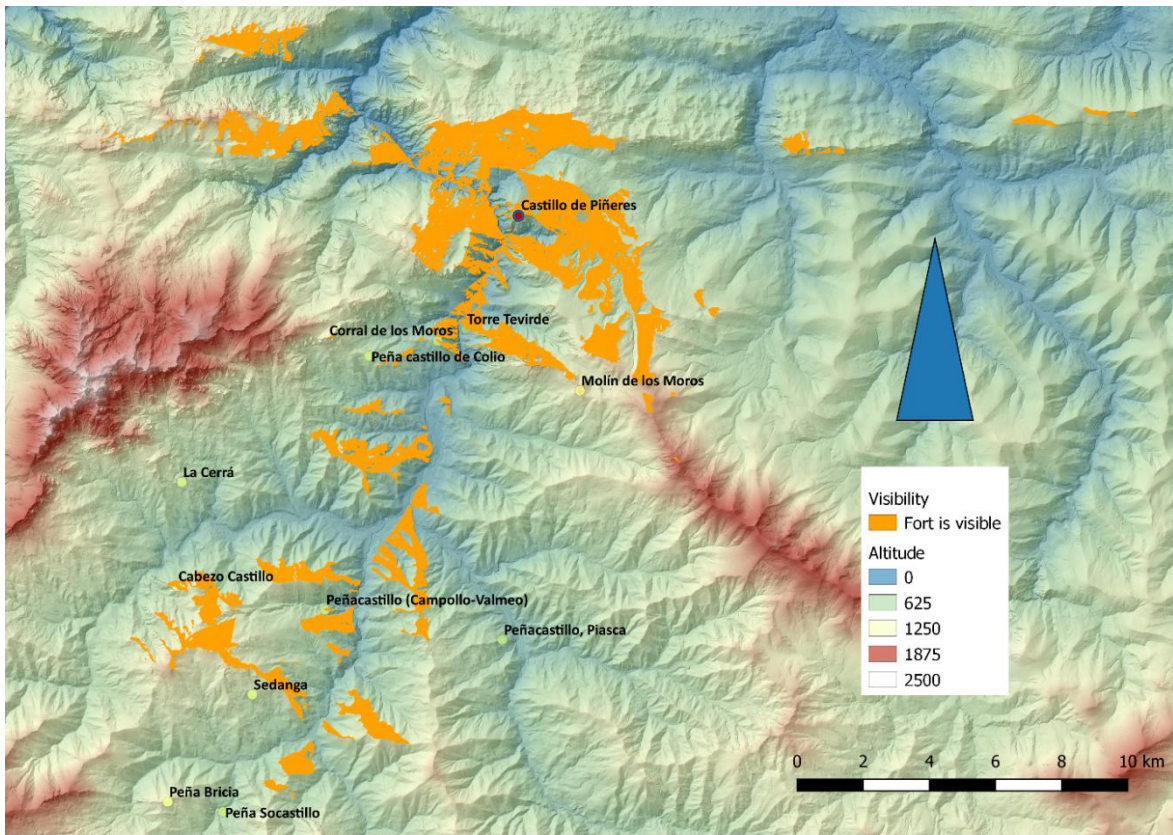 Castillo de Piñeres
Torre Tevirde
Corral de los Moros
Peña castillo de Colio
Molín de los Moros
La Cerrá
Cabezo Castillo
Peñacastillo (Campollo-Valmeo)
Peñacastillo, Piasca
Sedanga
Peña Bricia
Peña Socastillo
Visibility
Fort is visible
Altitude
0
625
1250
1875
2500
0 2 4 6 8 10 km